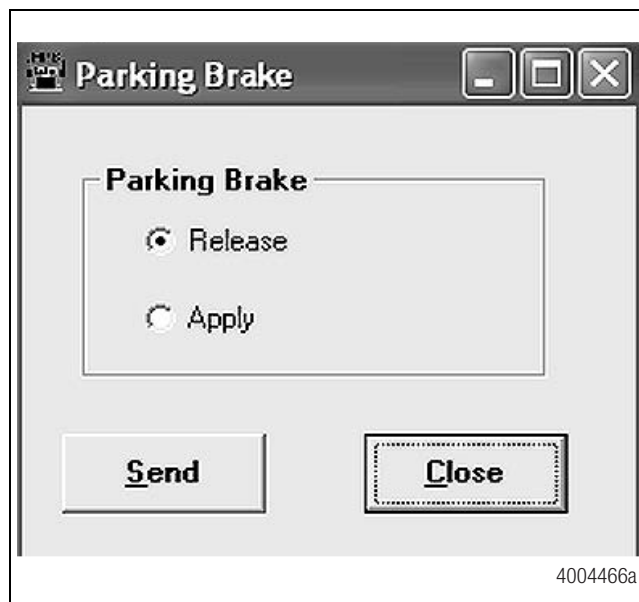 Parking Brake
Parking Brake
Release
Apply
Send
Close
4004466a